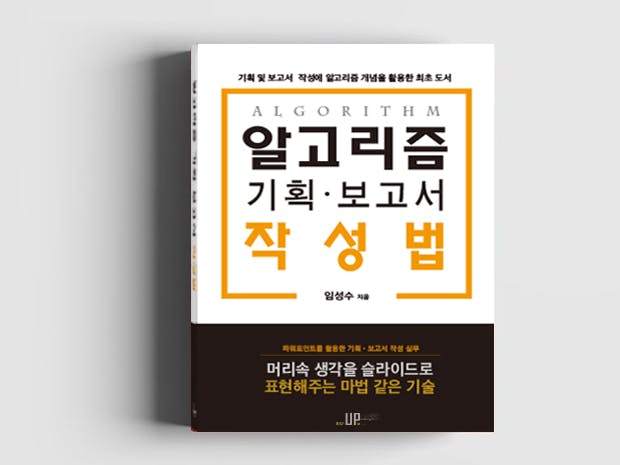 기획 및 보고서 작성에 알고리즘 개념을 활용한 최초 도서
ALGORITHM
알고리즘
기획·보고서
작성법
임성수 지음
파워포인트를 활용한 기획·보고서 작성 실무
머리속 생각을 슬라이드로
표현해주는 마법 같은 기술
UP